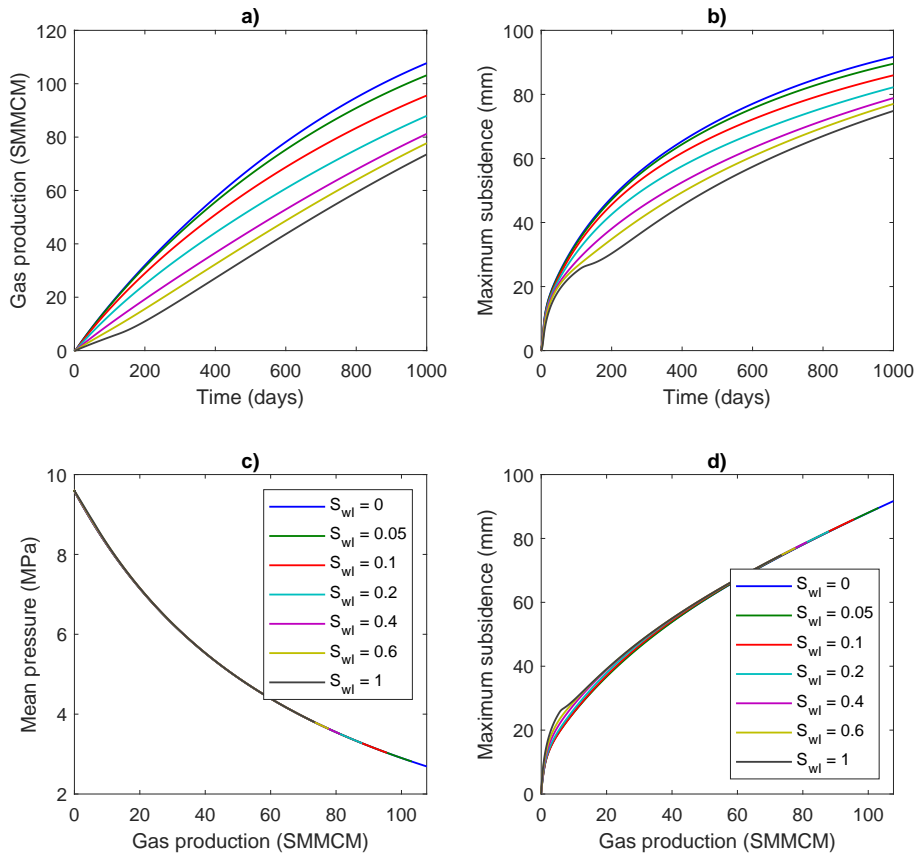 a)
120
100
80
60
40
20
0
Gas production (SMMCM)
0 200 400 600 800 1000
Time (days)
b)
100
80
60
40
20
0
Maximum subsidence (mm)
0 200 400 600 800 1000
Time (days)
c)
10
8
6
4
2
Mean pressure (MPa)
S_wl = 0
S_wl = 0.05
S_wl = 0.1
S_wl = 0.2
S_wl = 0.4
S_wl = 0.6
S_wl = 1
0 20 40 60 80 100
Gas production (SMMCM)
d)
100
80
60
40
20
0
Maximum subsidence (mm)
S_wl = 0
S_wl = 0.05
S_wl = 0.1
S_wl = 0.2
S_wl = 0.4
S_wl = 0.6
S_wl = 1
0 20 40 60 80 100
Gas production (SMMCM)